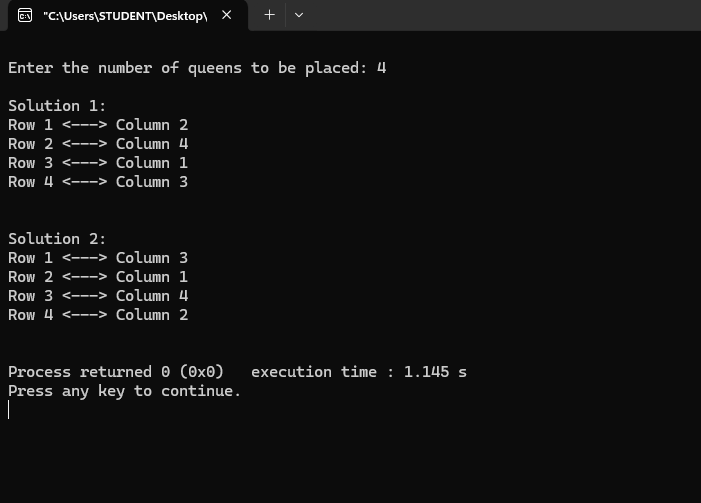 "C:\Users\STUDENT\Desktop\
Enter the number of queens to be placed: 4
Solution 1:
Row 1 <---> Column 2
Row 2 <---> Column 4
Row 3 <---> Column 1
Row 4 <---> Column 3
Solution 2:
Row 1 <---> Column 3
Row 2 <---> Column 1
Row 3 <---> Column 4
Row 4 <---> Column 2
Process returned 0 (0x0)   execution time : 1.145 s
Press any key to continue.